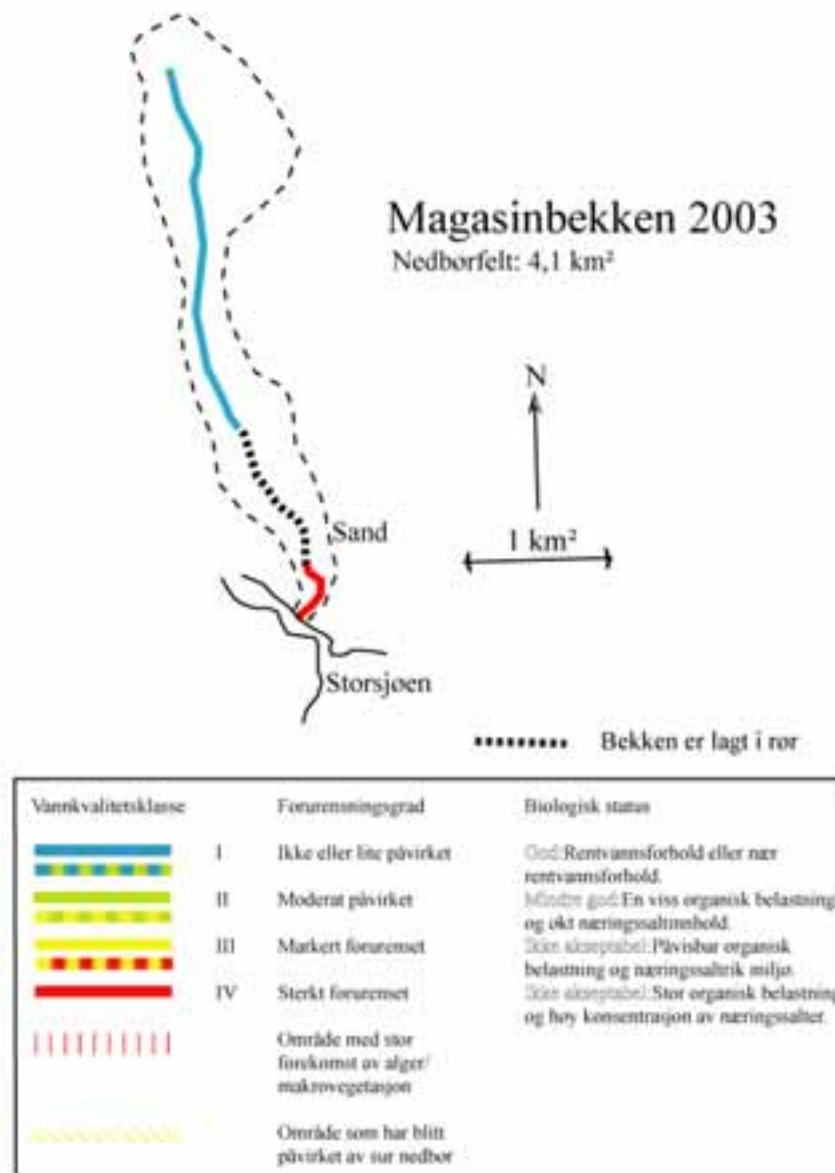 Magasinbekken 2003
Nedbørfelt: 4,1 km²
N
1 km²
Sand
Storsjøen
Bekken er lagt i rør
Vannkvalitetsklasse Forurensningsgrad Biologisk status
I Ikke eller lite påvirket God:Rentvannsforhold eller nær
rentvannsforhold.
II Moderat påvirket Mindre god:En viss organisk belastning
og økt næringssaltinnhold.
III Markert forurenset Ikke akseptabel:Påvisbar organisk
belastning og næringssaltrik miljø.
IV Sterkt forurenset Ikke akseptabel:Stor organisk belastning
og høy konsentrasjon av næringssalter.
Område med stor
forekomst av alger/
makrovegetasjon
Område som har blitt
påvirket av sur nedbør